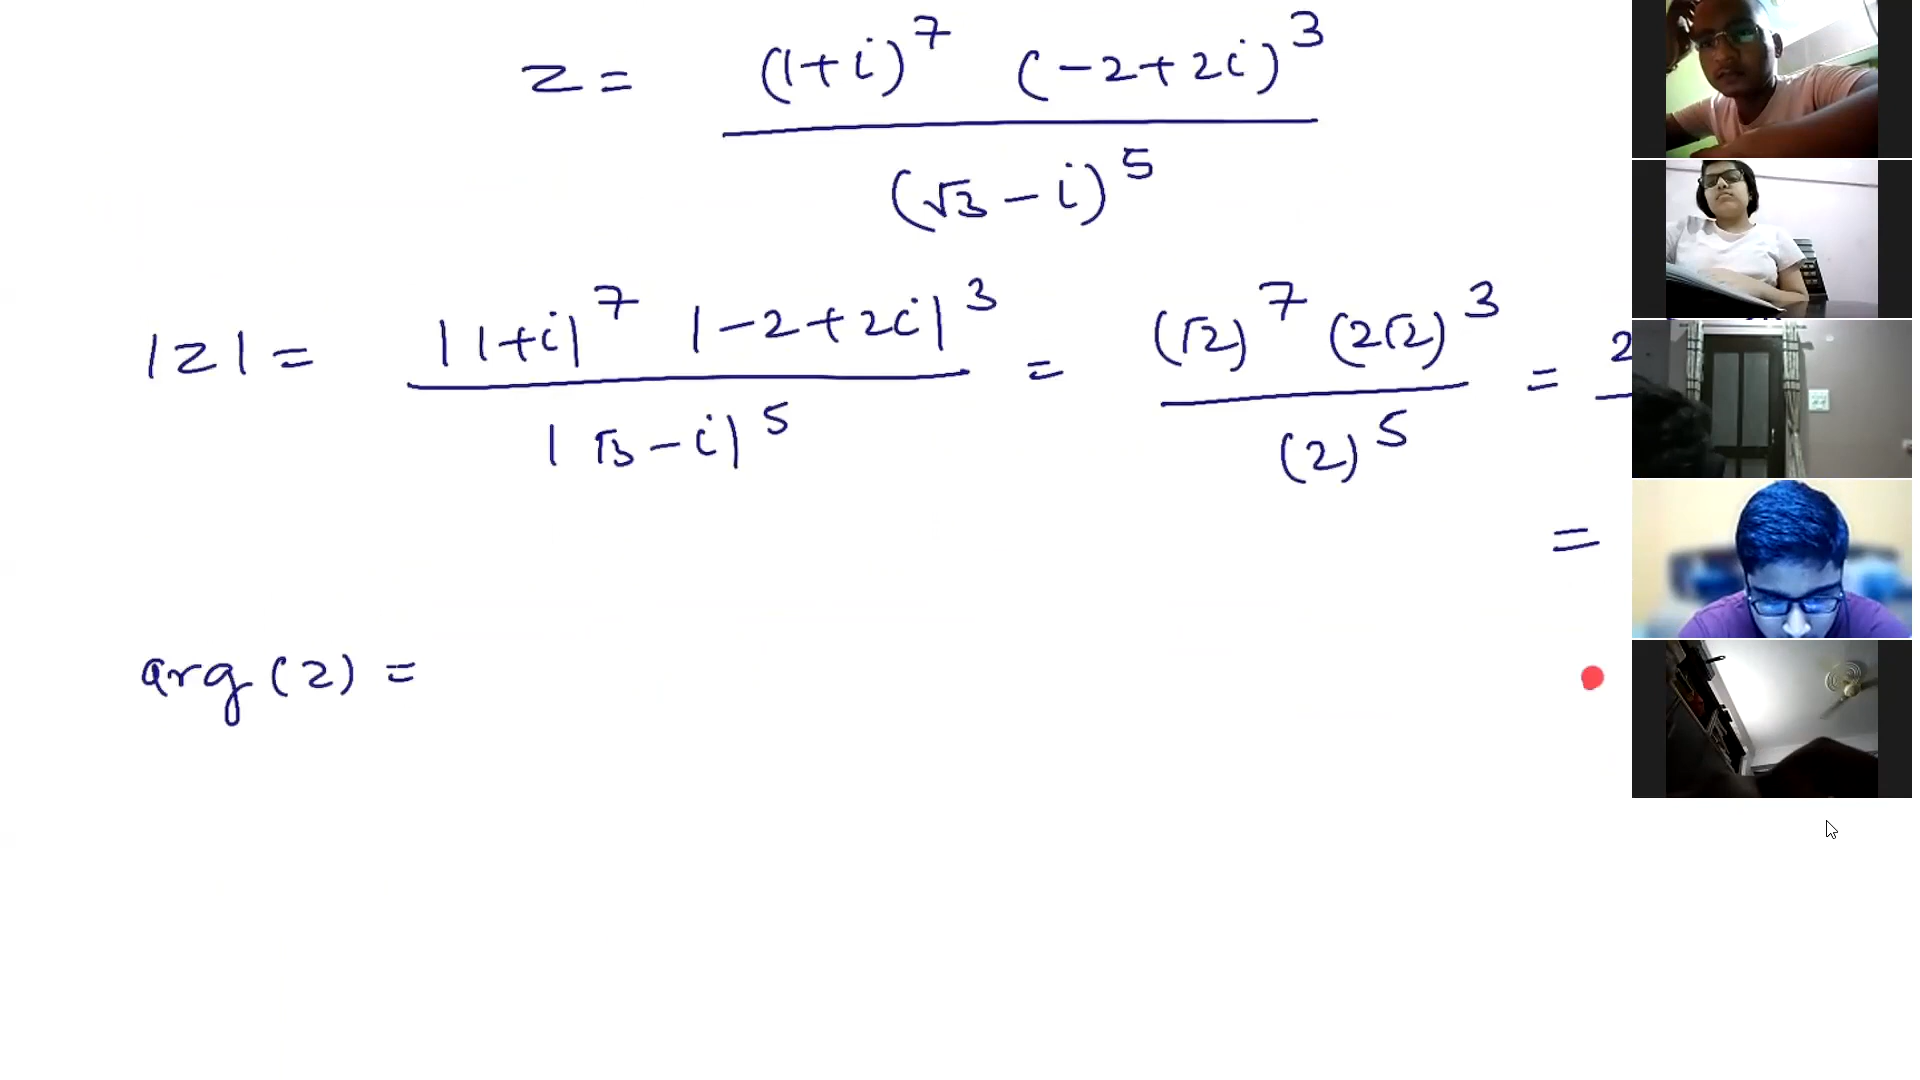 z = (1+i)^7 (-2+2i)^3 / (√3 - i)^5
|z| = |1+i|^7 |-2+2i|^3 / |√3 - i|^5 = (√2)^7 (2√2)^3 / (2)^5 = 2
=
arg(z) =